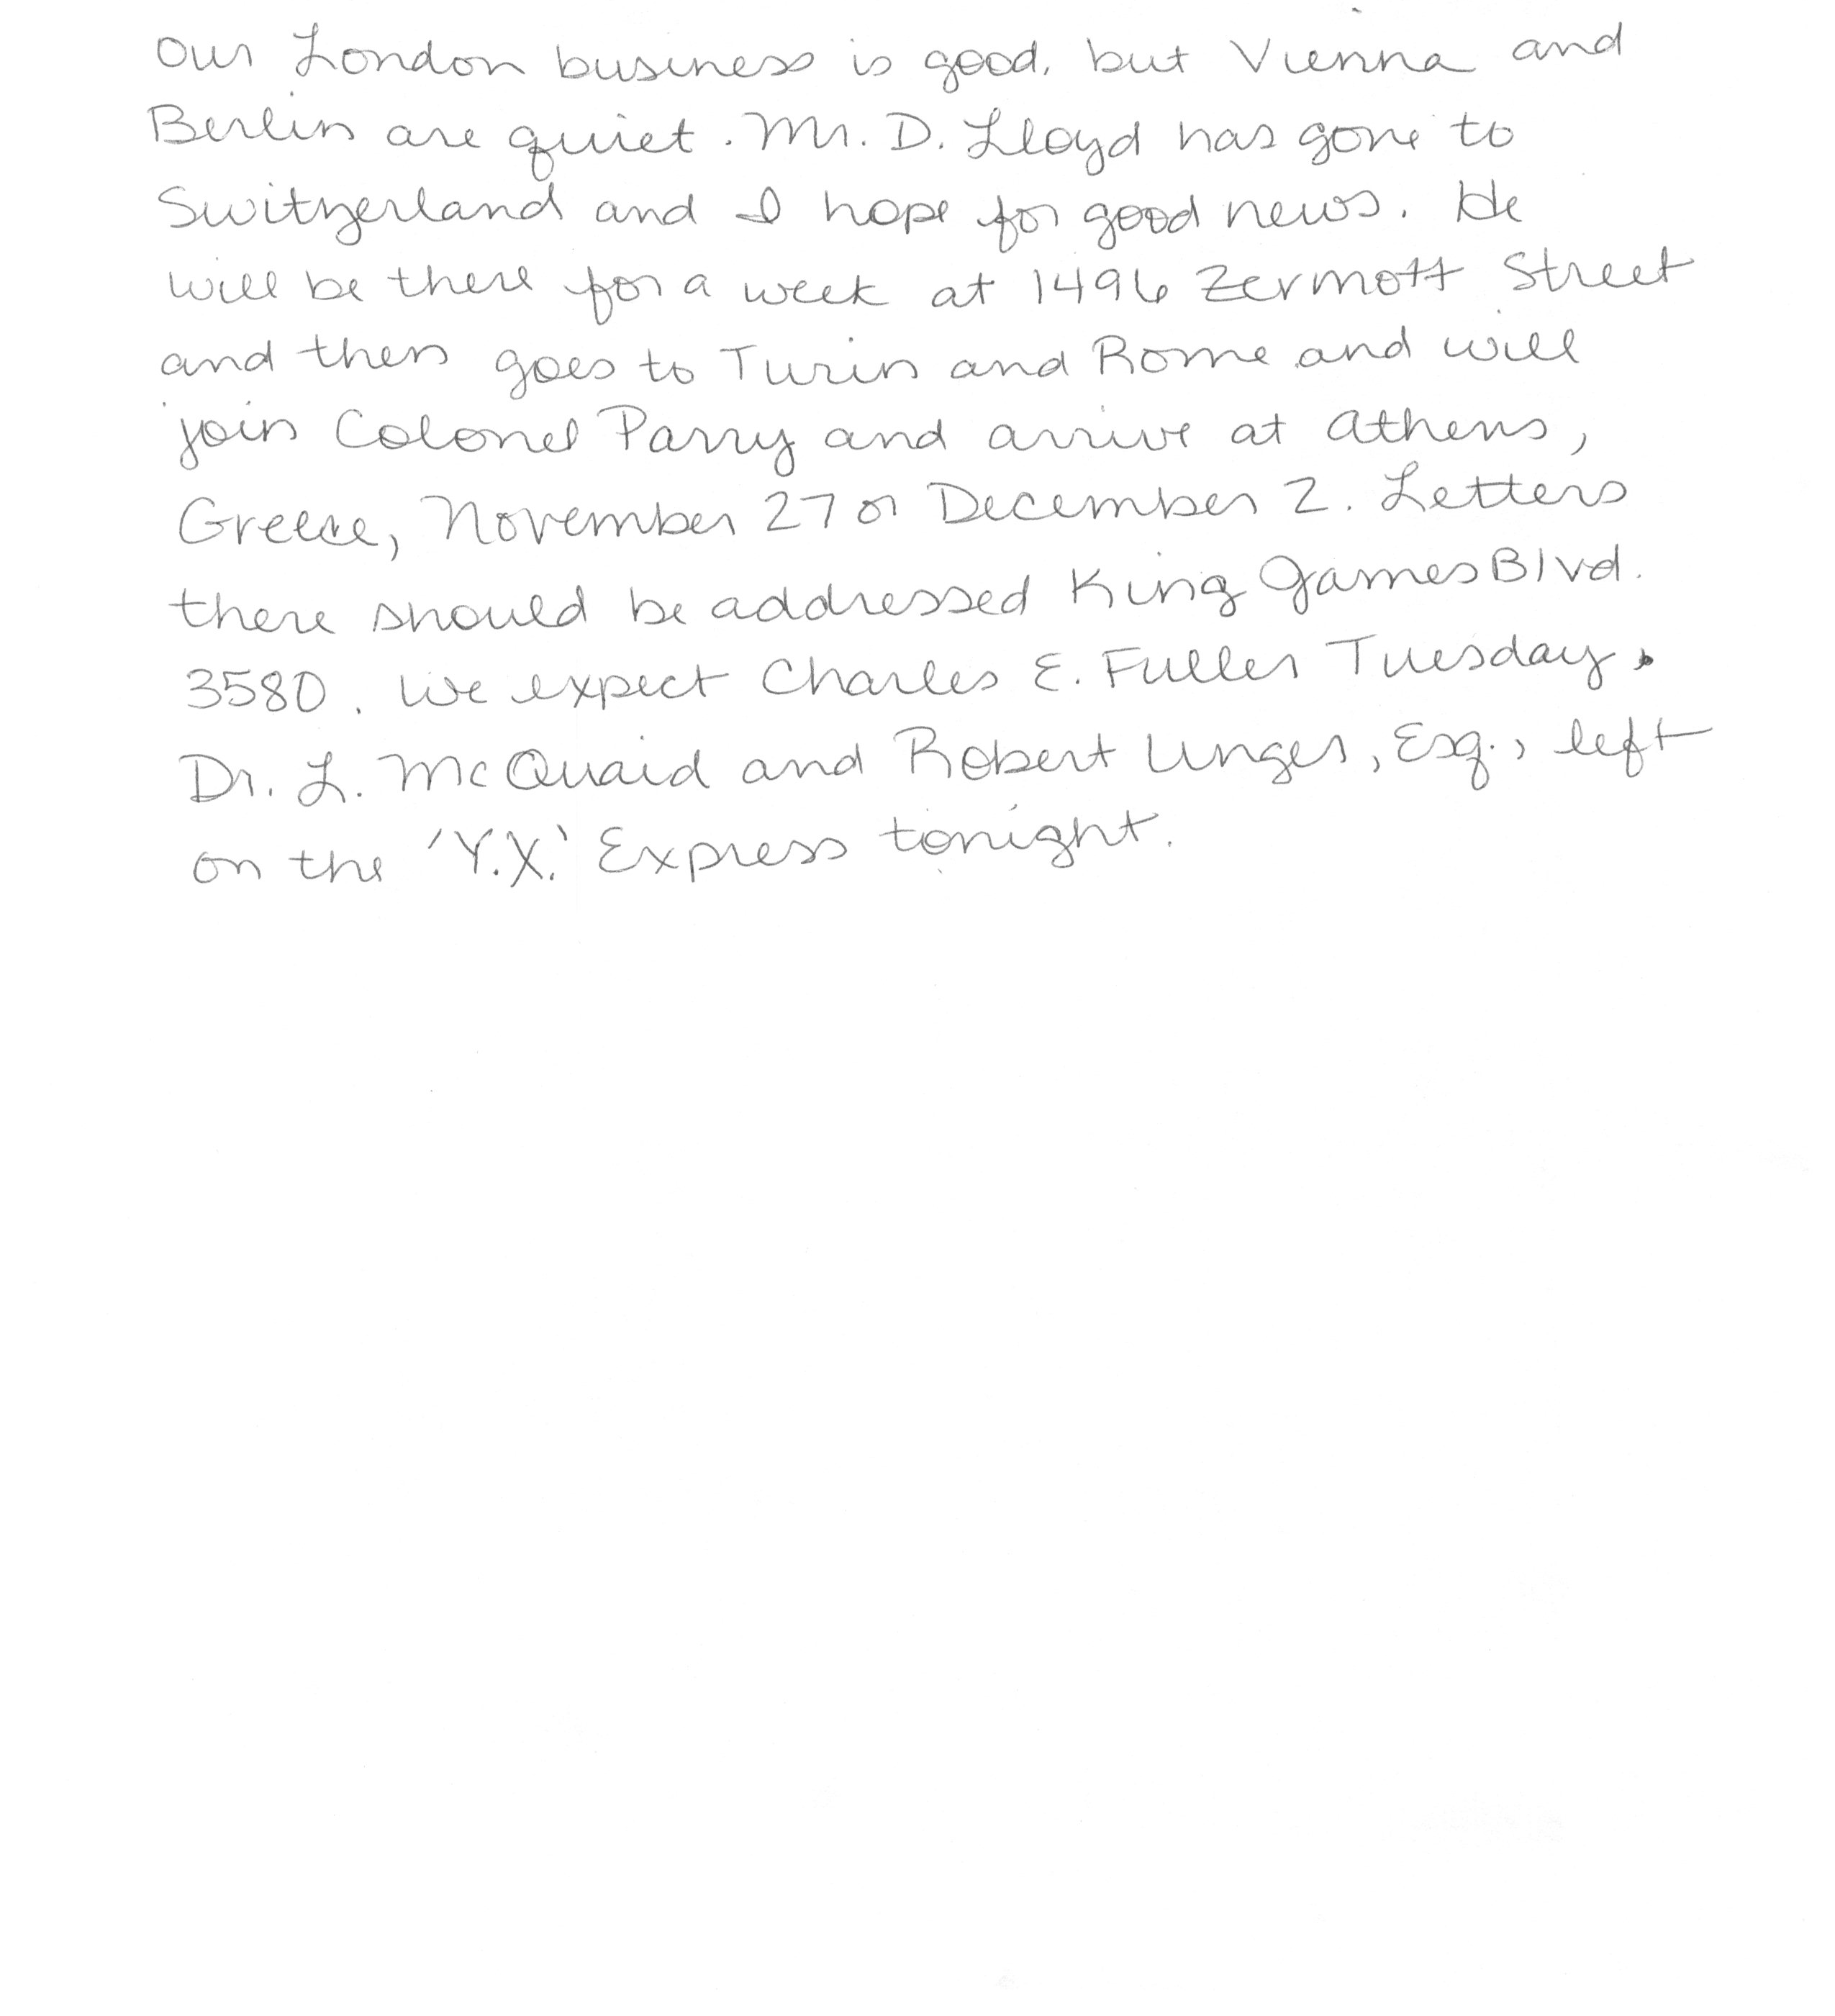 Our London business is good, but Vienna and
Berlin are quiet. Mr. D. Lloyd has gone to
Switzerland and I hope for good news. He
will be there for a week at 1496 Zermott Street
and then goes to Turin and Rome and will
join Colonel Parry and arrive at Athens,
Greece, November 27 or December 2. Letters
there should be addressed King James Blvd.
3580. We expect Charles E. Fuller Tuesday.
Dr. L. McQuaid and Robert Unger, Esq., left
on the 'Y.X.' Express tonight.